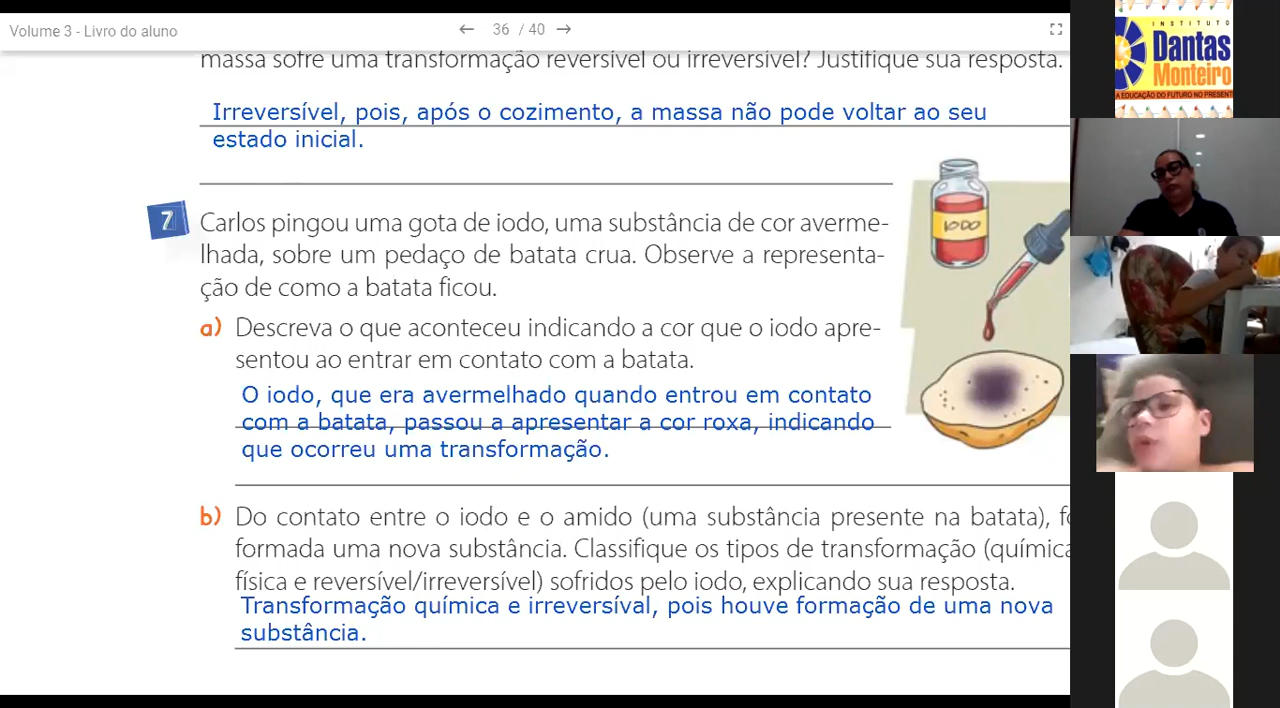 Volume 3 - Livro do aluno
← 36 / 40 →
massa sofre uma transformação reversível ou irreversível? Justifique sua resposta.
Irreversível, pois, após o cozimento, a massa não pode voltar ao seu
estado inicial.
7
Carlos pingou uma gota de iodo, uma substância de cor averme-
lhada, sobre um pedaço de batata crua. Observe a representa-
ção de como a batata ficou.
IODO
a) Descreva o que aconteceu indicando a cor que o iodo apre-
sentou ao entrar em contato com a batata.
O iodo, que era avermelhado quando entrou em contato
com a batata, passou a apresentar a cor roxa, indicando
que ocorreu uma transformação.
b) Do contato entre o iodo e o amido (uma substância presente na batata), fo
formada uma nova substância. Classifique os tipos de transformação (química
física e reversível/irreversível) sofridos pelo iodo, explicando sua resposta.
Transformação química e irreversíval, pois houve formação de uma nova
substância.
INSTITUTO
Dantas
Monteiro
A EDUCAÇÃO DO FUTURO NO PRESENT